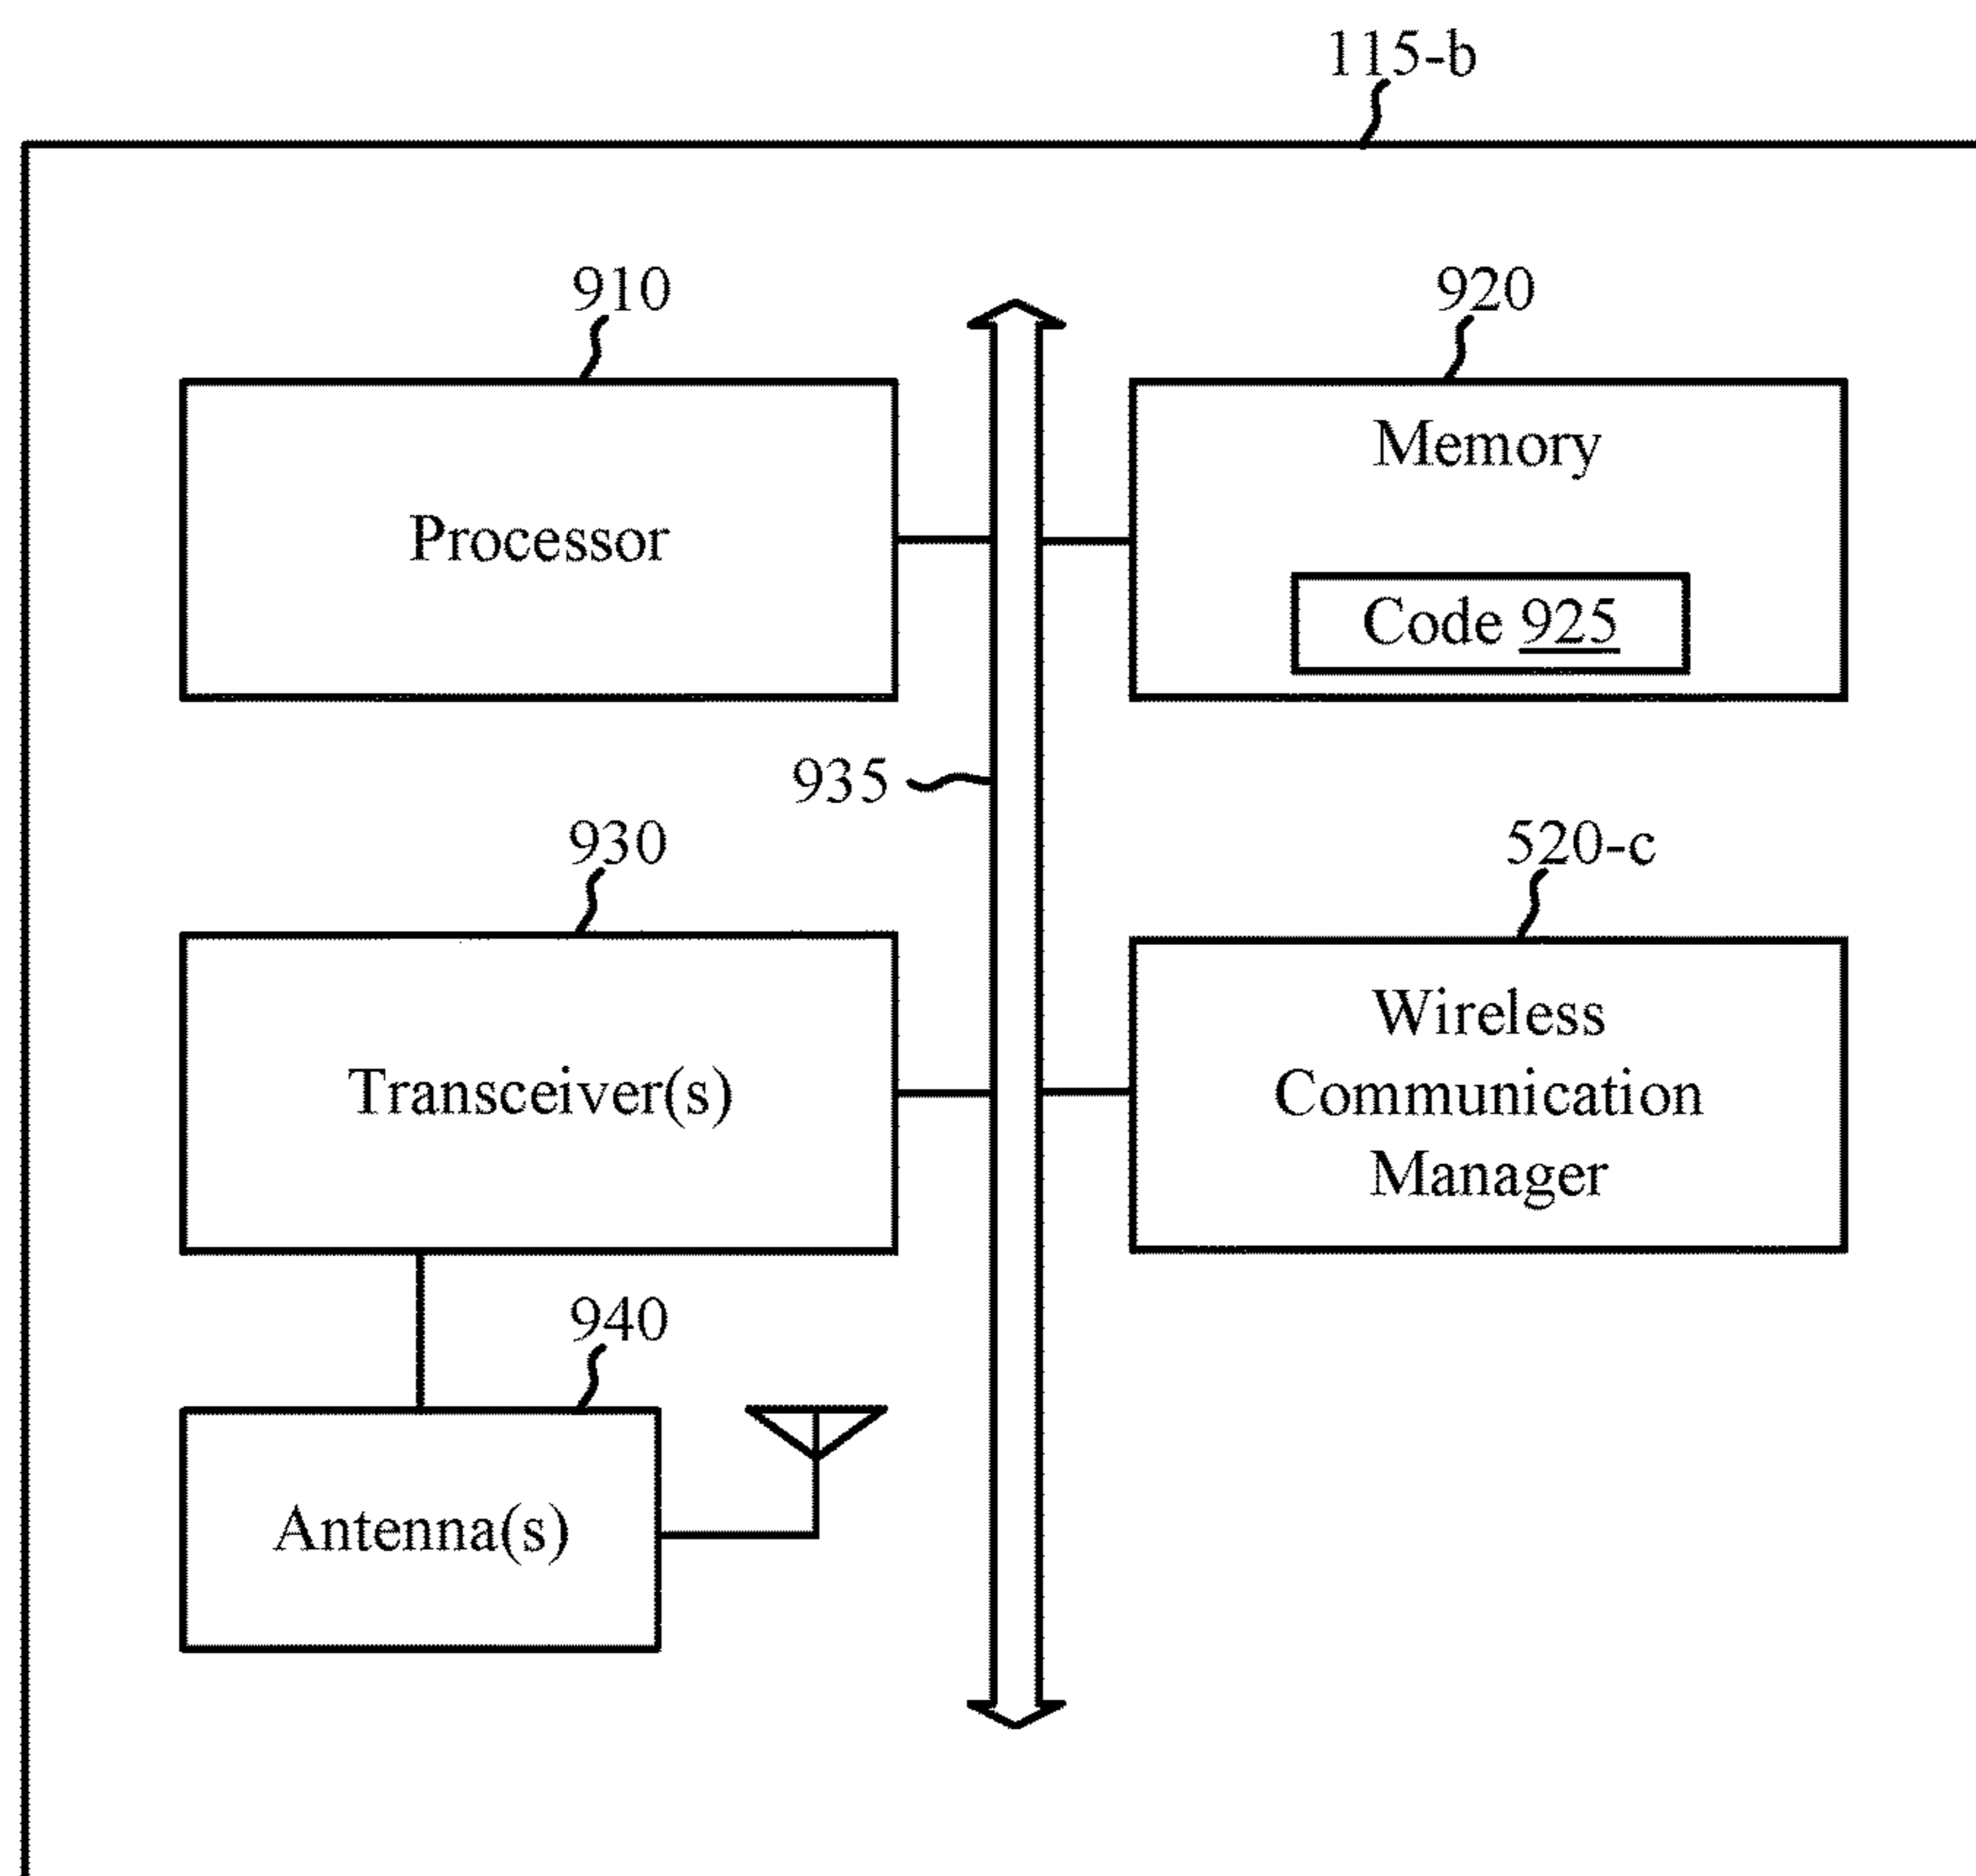 115-b
910
920
Processor
Memory
Code 925
935
930
520-c
Transceiver(s)
Wireless
Communication
Manager
940
Antenna(s)